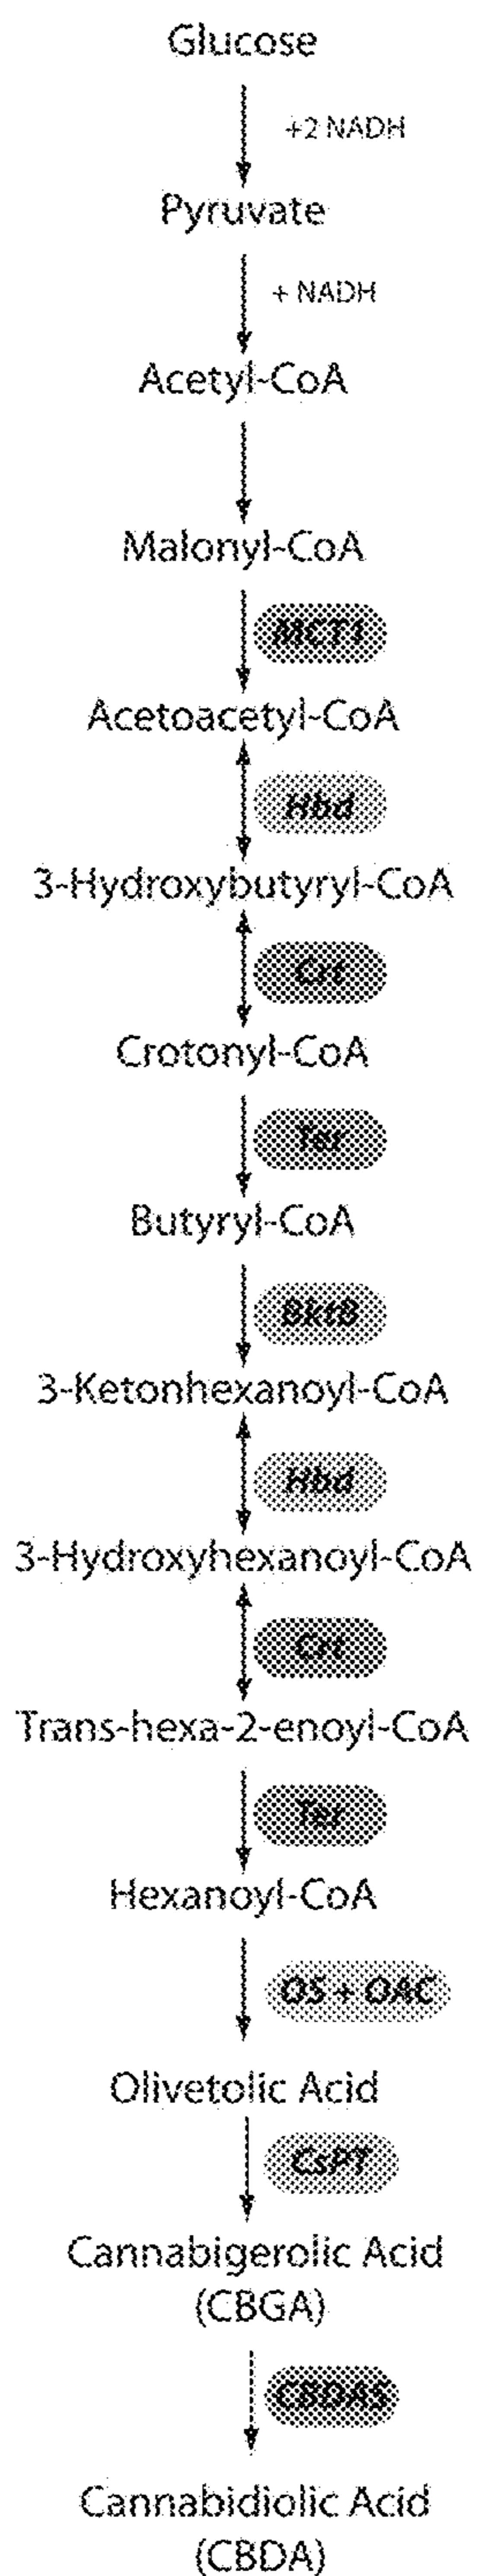 Glucose
+2 NADH
Pyruvate
+ NADH
Acetyl-CoA
Malonyl-CoA
MCT1
Acetoacetyl-CoA
Hbd
3-Hydroxybutyryl-CoA
Crt
Crotonyl-CoA
Ter
Butyryl-CoA
BktB
3-Ketonhexanoyl-CoA
Hbd
3-Hydroxyhexanoyl-CoA
Crt
Trans-hexa-2-enoyl-CoA
Ter
Hexanoyl-CoA
OS + OAC
Olivetolic Acid
CsPT
Cannabigerolic Acid
(CBGA)
CBDAS
Cannabidiolic Acid
(CBDA)